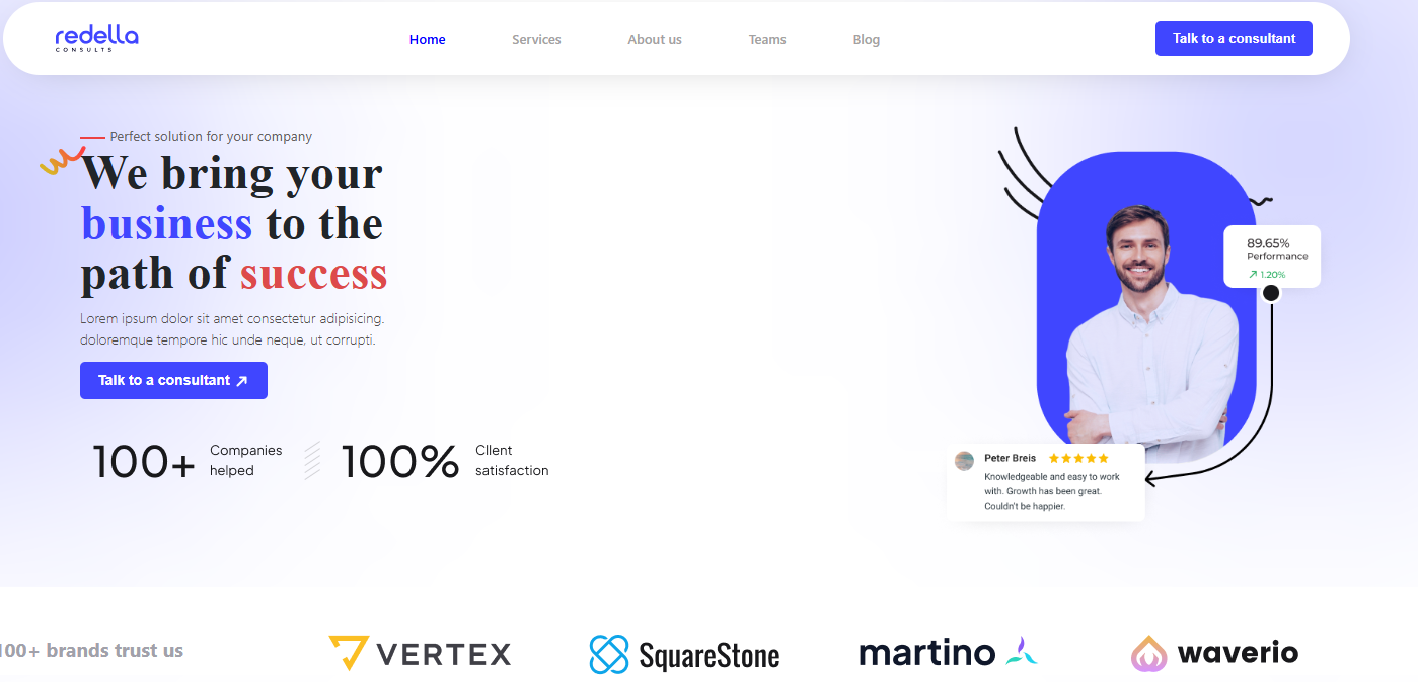 redella
CONSULTS
Home
Services
About us
Teams
Blog
Talk to a consultant
Perfect solution for your company
We bring your
business to the
path of success
Lorem ipsum dolor sit amet consectetur adipisicing.
doloremque tempore hic unde neque, ut corrupti.
Talk to a consultant
100+
Companies
helped
100%
Client
satisfaction
89.65%
Performance
1.20%
Peter Breis
Knowledgeable and easy to work
with. Growth has been great.
Couldn't be happier.
100+ brands trust us
VERTEX
SquareStone
martino
waverio